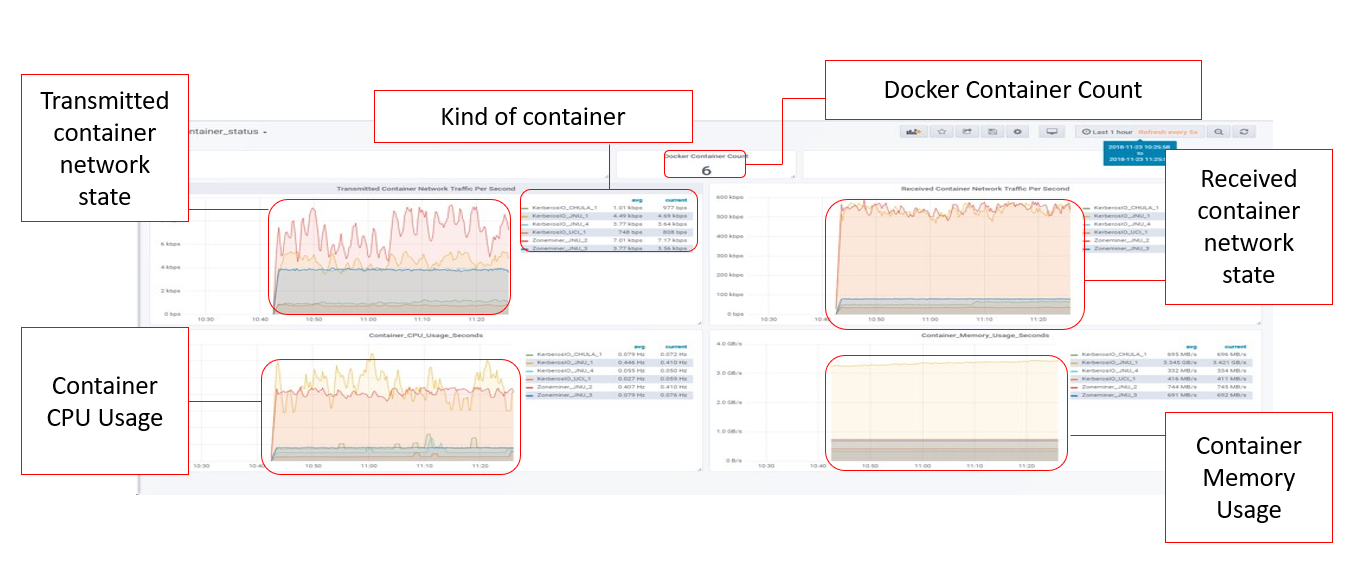 Transmitted
container
network
state
Kind of container
Docker Container Count
Received
container
network
state
Container
CPU Usage
Container
Memory
Usage
ntainer_status
Last 1 hour Refresh every 5s
2018-11-23 10:25:58
to
Docker Container Count
6
Transmitted Container Network Traffic Per Second
avg current
KerberosIO_CHULA_1 1.01 kbps 977 bps
KerberosIO_JNU_1 4.49 kbps 4.69 kbps
KerberosIO_JNU_4 3.77 kbps 3.64 kbps
KerberosIO_UCI_1 748 bps 808 bps
Zoneminer_JNU_2 7.01 kbps 7.17 kbps
Zoneminer_JNU_3 3.77 kbps 3.56 kbps
6 kbps
4 kbps
2 kbps
0 bps
10:30 10:40 10:50 11:00 11:10 11:20
Received Container Network Traffic Per Second
600 kbps
500 kbps
400 kbps
300 kbps
200 kbps
100 kbps
0 bps
10:30 10:40 10:50 11:00 11:10 11:20
KerberosIO_CHULA_1
KerberosIO_JNU_1
KerberosIO_JNU_4
KerberosIO_UCI_1
Zoneminer_JNU_2
Zoneminer_JNU_3
Container_CPU_Usage_Seconds
avg current
KerberosIO_CHULA_1 0.079 Hz 0.072 Hz
KerberosIO_JNU_1 0.446 Hz 0.410 Hz
KerberosIO_JNU_4 0.055 Hz 0.050 Hz
KerberosIO_UCI_1 0.027 Hz 0.059 Hz
Zoneminer_JNU_2 0.407 Hz 0.410 Hz
Zoneminer_JNU_3 0.079 Hz 0.076 Hz
10:30 10:40 10:50 11:00 11:10 11:20
Container_Memory_Usage_Seconds
4.0 GB/s
3.0 GB/s
2.0 GB/s
1.0 GB/s
0 B/s
10:30 10:40 10:50 11:00 11:10 11:20
avg current
KerberosIO_CHULA_1 695 MB/s 696 MB/s
KerberosIO_JNU_1 3.345 GB/s 3.421 GB/s
KerberosIO_JNU_4 332 MB/s 334 MB/s
KerberosIO_UCI_1 416 MB/s 411 MB/s
Zoneminer_JNU_2 744 MB/s 745 MB/s
Zoneminer_JNU_3 691 MB/s 692 MB/s